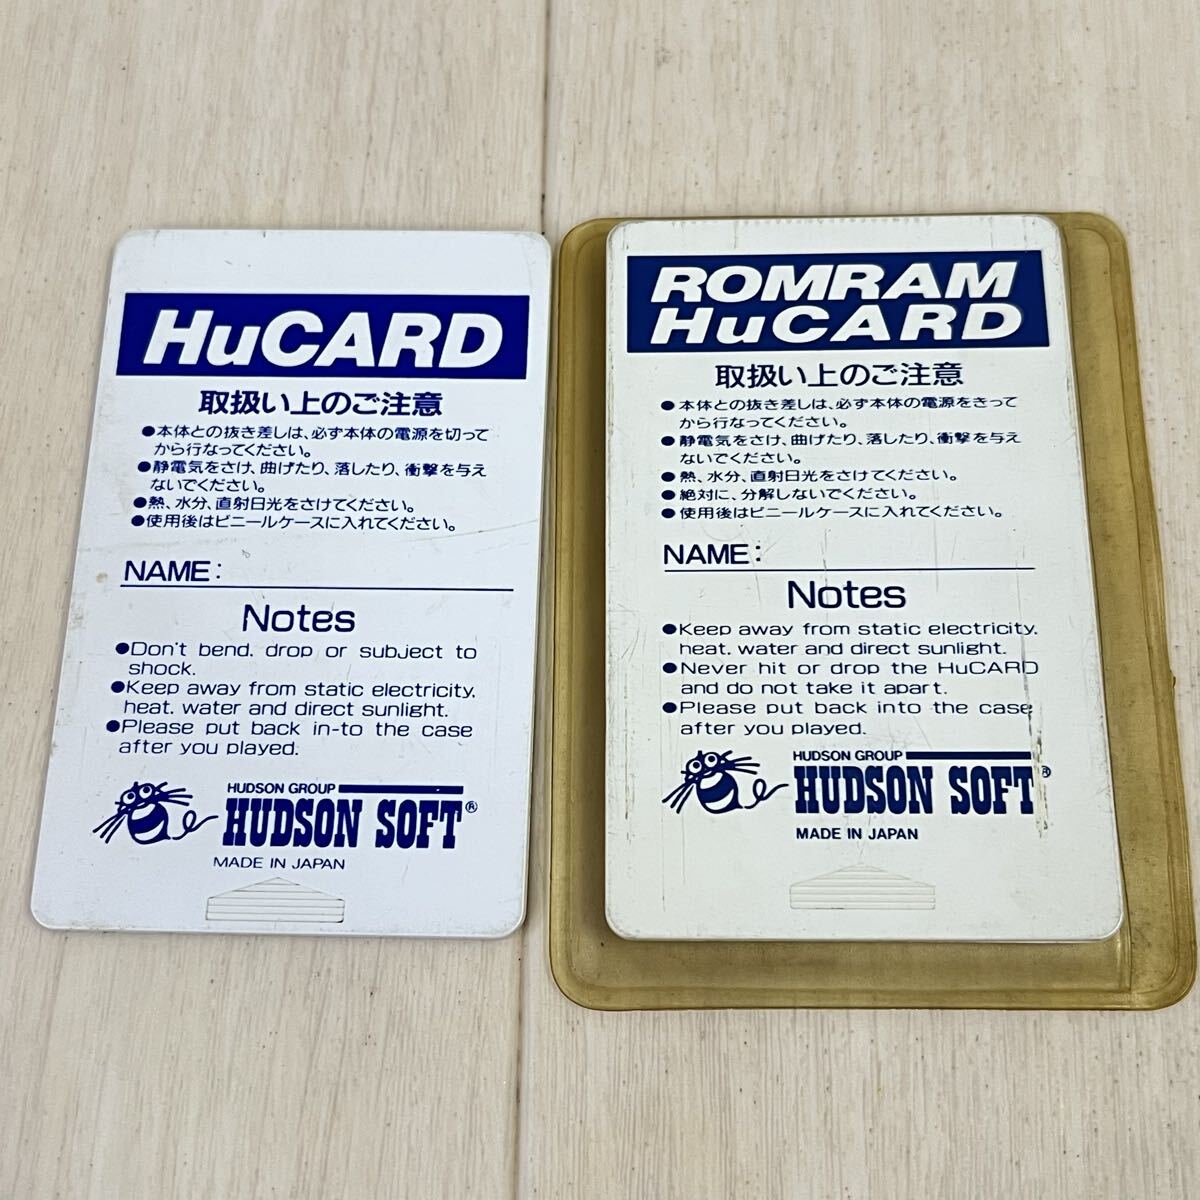 HuCARD
取扱い上のご注意
●本体との抜き差しは、必ず本体の電源を切って
から行なってください。
●静電気をさけ、曲げたり、落したり、衝撃を与え
ないでください。
●熱、水分、直射日光をさけてください。
●使用後はビニールケースに入れてください。
NAME:
Notes
●Don't bend, drop or subject to
shock.
●Keep away from static electricity,
heat, water and direct sunlight.
●Please put back in-to the case
after you played.
HUDSON GROUP
HUDSON SOFT®
MADE IN JAPAN
ROMRAM
HuCARD
取扱い上のご注意
●本体との抜き差しは、必ず本体の電源をきって
から行なってください。
●静電気をさけ、曲げたり、落したり、衝撃を与え
ないでください。
●熱、水分、直射日光をさけてください。
●絶対に、分解しないでください。
●使用後はビニールケースに入れてください。
NAME:
Notes
●Keep away from static electricity,
heat, water and direct sunlight.
●Never hit or drop the HuCARD
and do not take it apart.
●Please put back into the case
after you played.
HUDSON GROUP
HUDSON SOFT®
MADE IN JAPAN